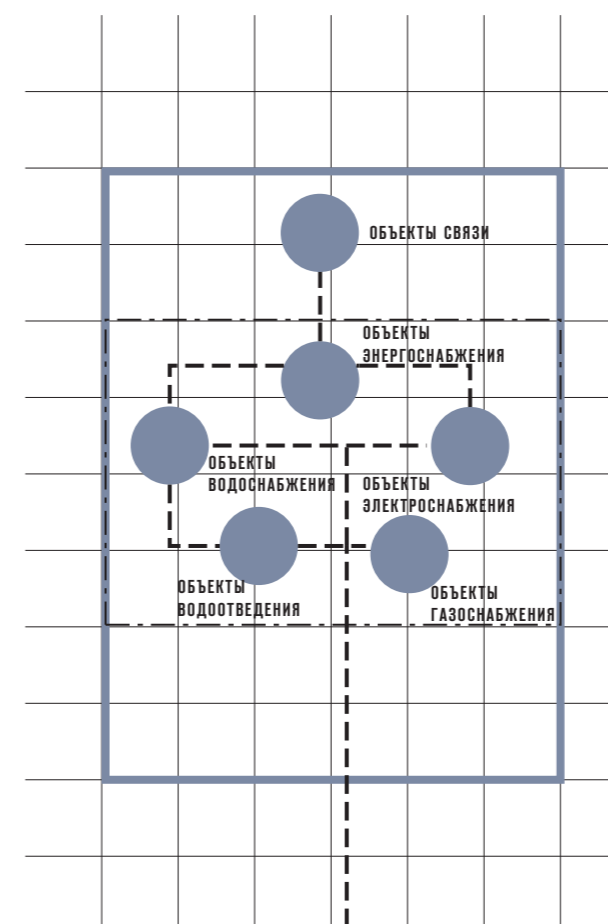 ОБЪЕКТЫ СВЯЗИ
ОБЪЕКТЫ
ЭНЕРГОСНАБЖЕНИЯ
ОБЪЕКТЫ
ВОДОСНАБЖЕНИЯ
ОБЪЕКТЫ
ЭЛЕКТРОСНАБЖЕНИЯ
ОБЪЕКТЫ
ВОДООТВЕДЕНИЯ
ОБЪЕКТЫ
ГАЗОСНАБЖЕНИЯ